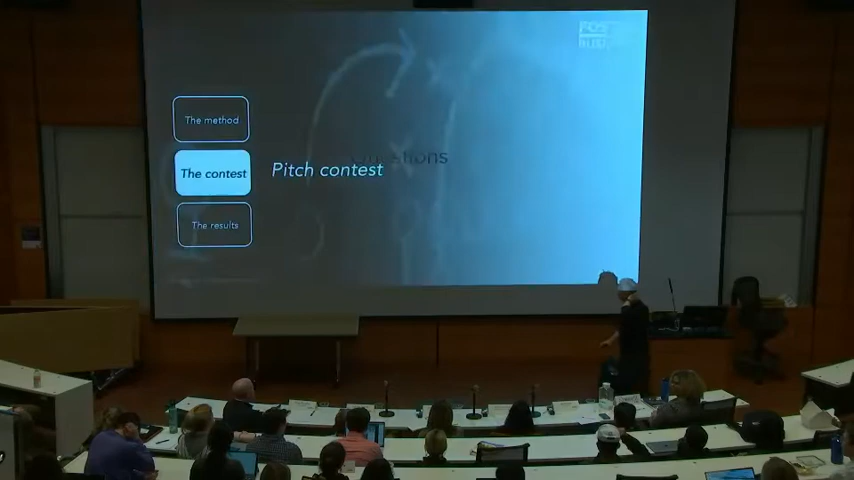 The method
The contest
Pitch contest
The results